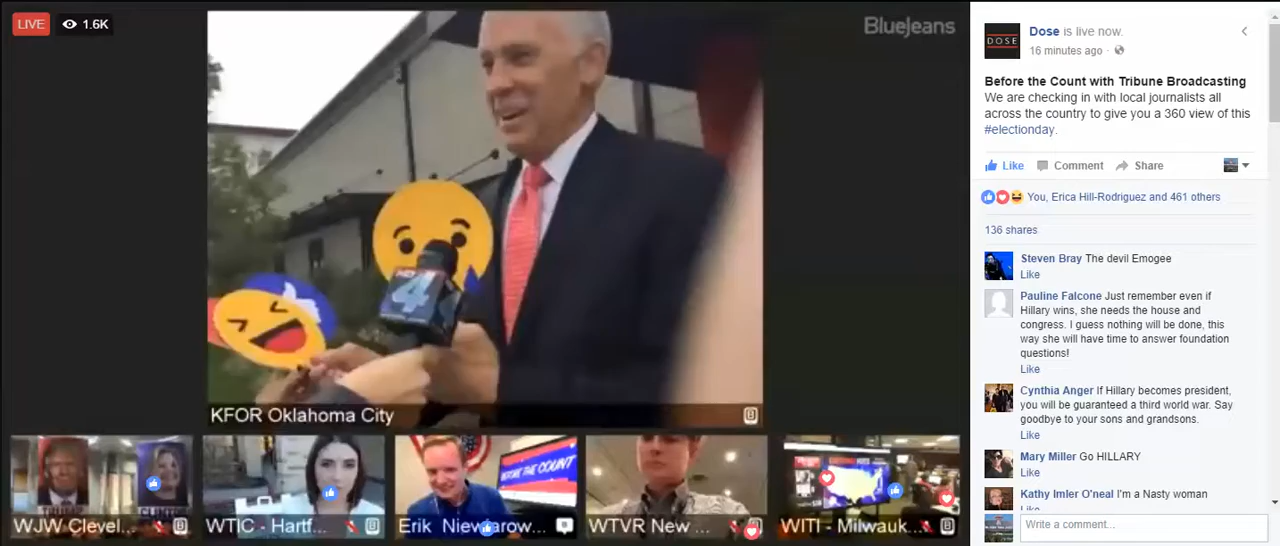 LIVE
1.6K
BlueJeans
4
KFOR Oklahoma City
TRUMP
CLINTON
BEFORE THE COUNT
WJW Clevel...
WTIC - Hartf...
Erik
WTVR New ...
WITI - Milwauk...
DOSE
Dose is live now.
16 minutes ago
Before the Count with Tribune Broadcasting
We are checking in with local journalists all
across the country to give you a 360 view of this
#electionday.
Like Comment Share
You, Erica Hill-Rodriguez and 461 others
136 shares
Steven Bray The devil Emogee
Like
Pauline Falcone Just remember even if
Hillary wins, she needs the house and
congress. I guess nothing will be done, this
way she will have time to answer foundation
questions!
Like
Cynthia Anger If Hillary becomes president,
you will be guaranteed a third world war. Say
goodbye to your sons and grandsons.
Like
Mary Miller Go HILLARY
Like
Kathy Imler O'neal I'm a Nasty woman
Like
Write a comment...